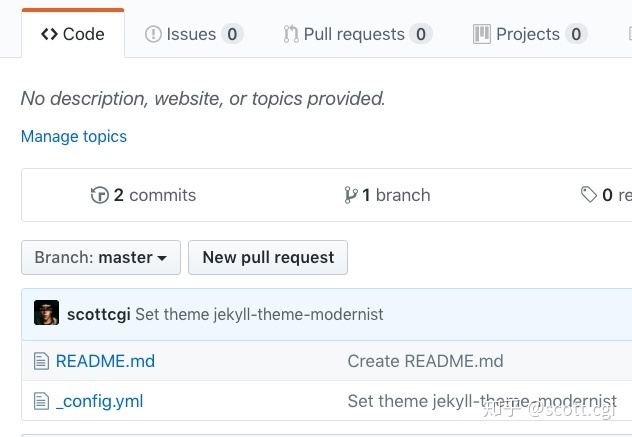 Code Issues 0 Pull requests 0 Projects 0
No description, website, or topics provided.
Manage topics
2 commits 1 branch 0 re
Branch: master New pull request
scottcgi Set theme jekyll-theme-modernist
README.md Create README.md
_config.yml Set theme jekyll-theme-modernist
知乎 @scott.cgi